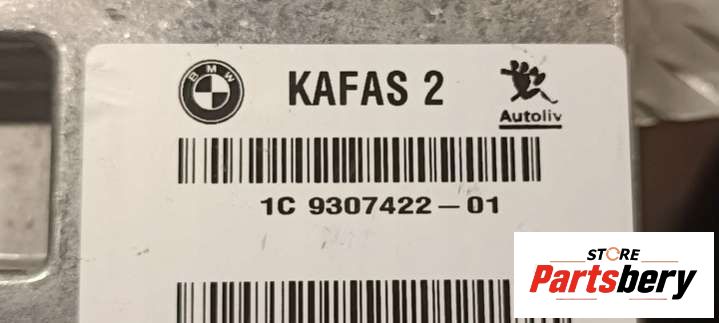 BMW
KAFAS 2
Autoliv
1C 9307422-01
STORE
Partsbery